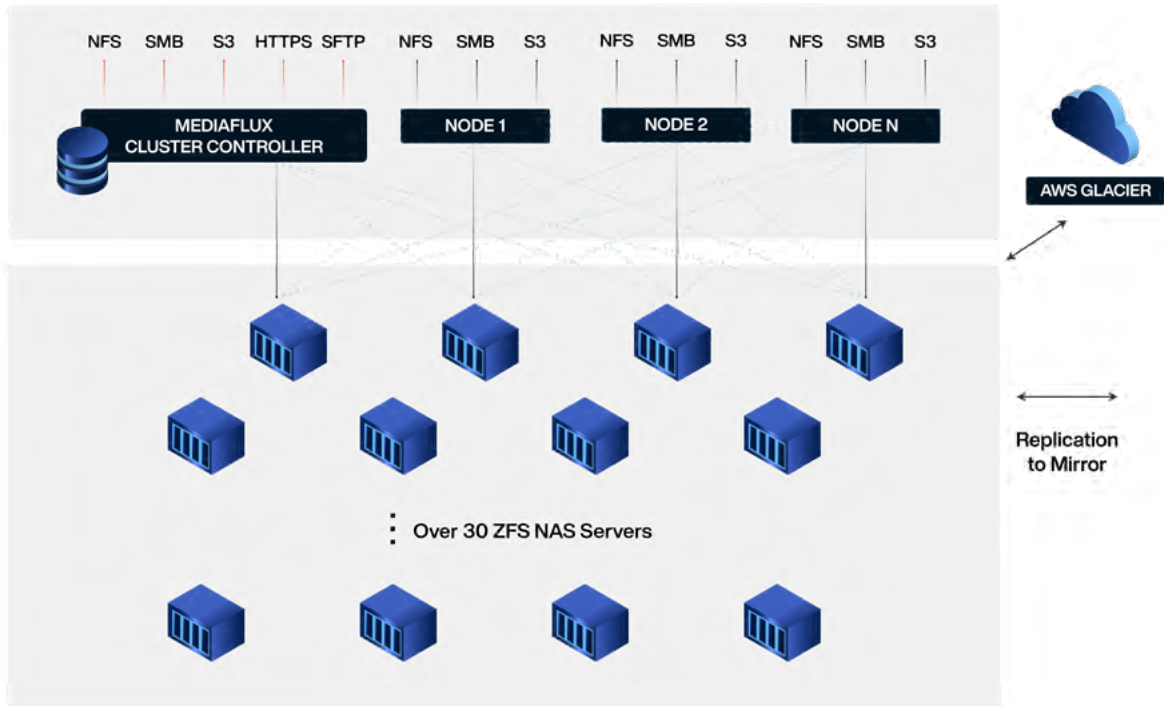 NFS SMB S3 HTTPS SFTP NFS SMB S3 NFS SMB S3 NFS SMB S3
MEDIAFLUX
CLUSTER CONTROLLER
NODE 1
NODE 2
NODE N
AWS GLACIER
Replication
to Mirror
Over 30 ZFS NAS Servers